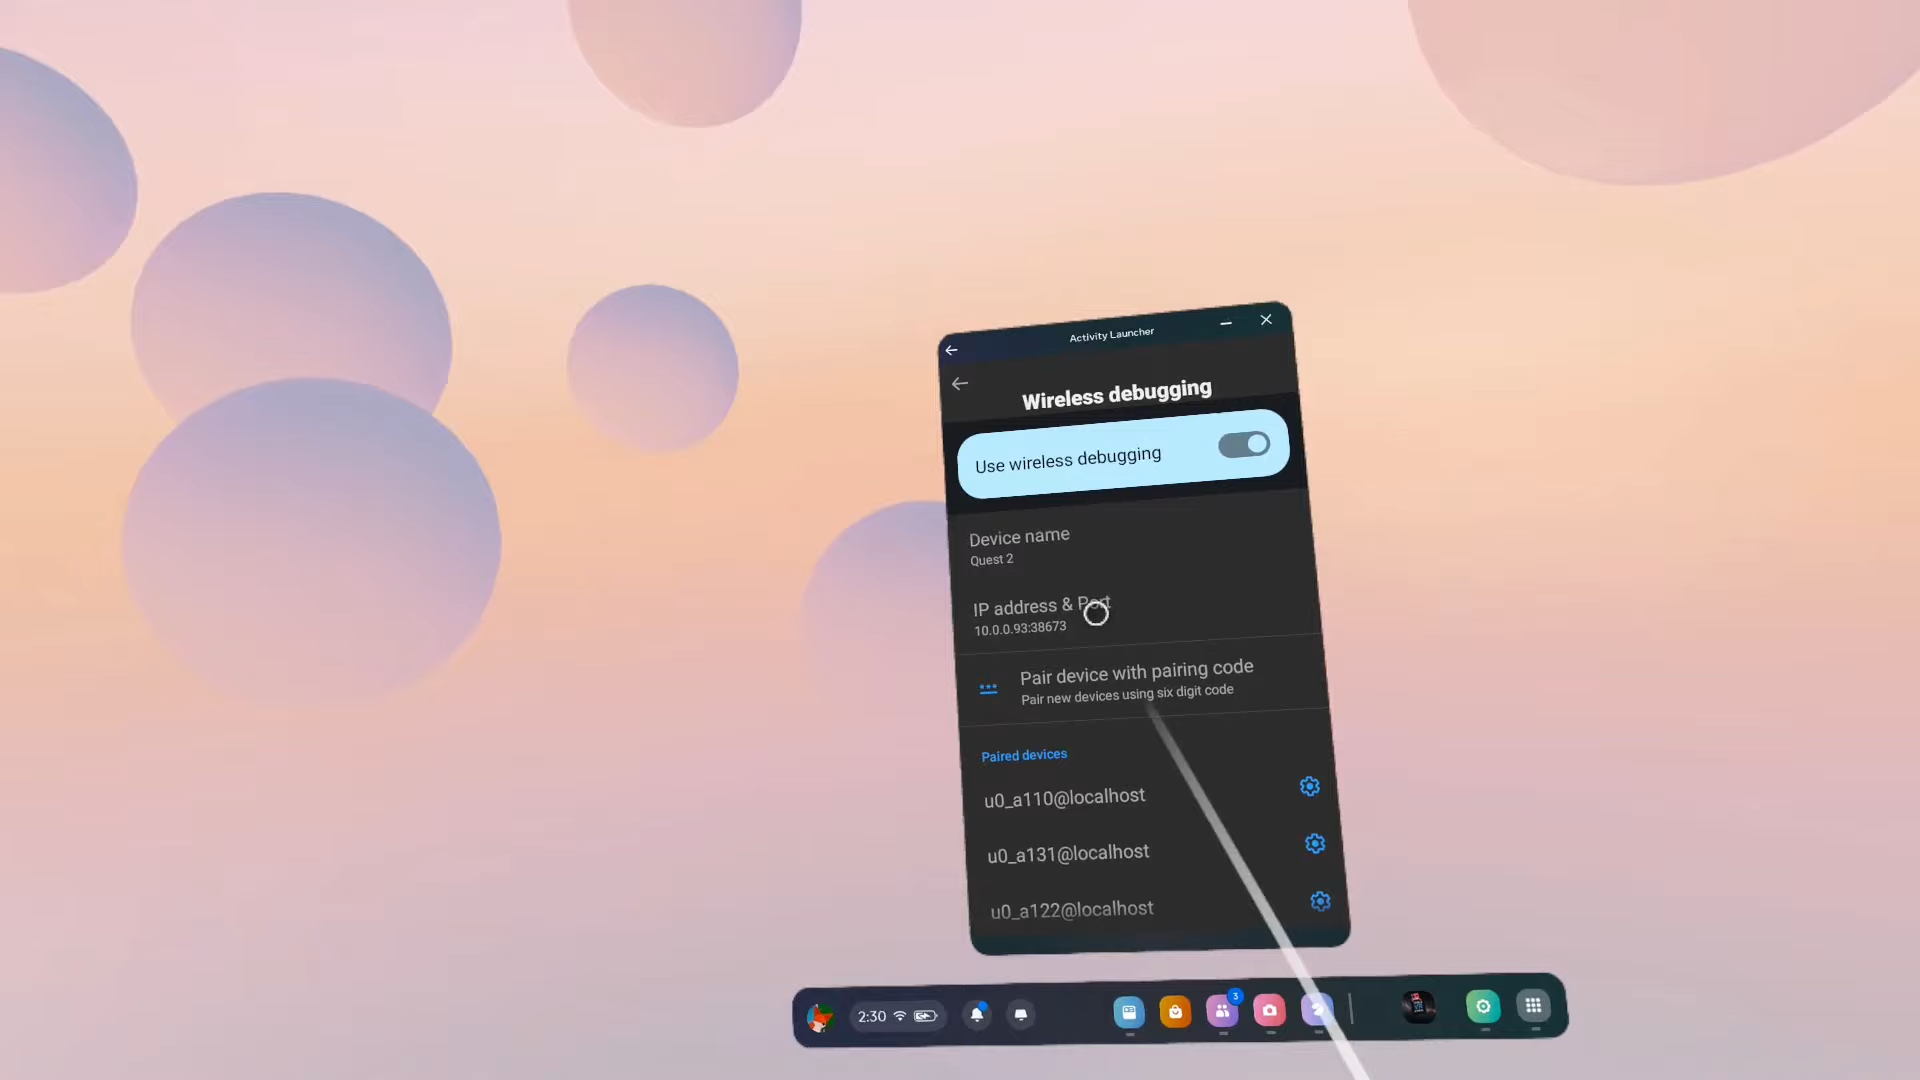 Activity Launcher
Wireless debugging
Use wireless debugging
Device name
Quest 2
IP address & Port
10.0.0.93:38673
Pair device with pairing code
Pair new devices using six digit code
Paired devices
u0_a110@localhost
u0_a131@localhost
u0_a122@localhost
2:30
3